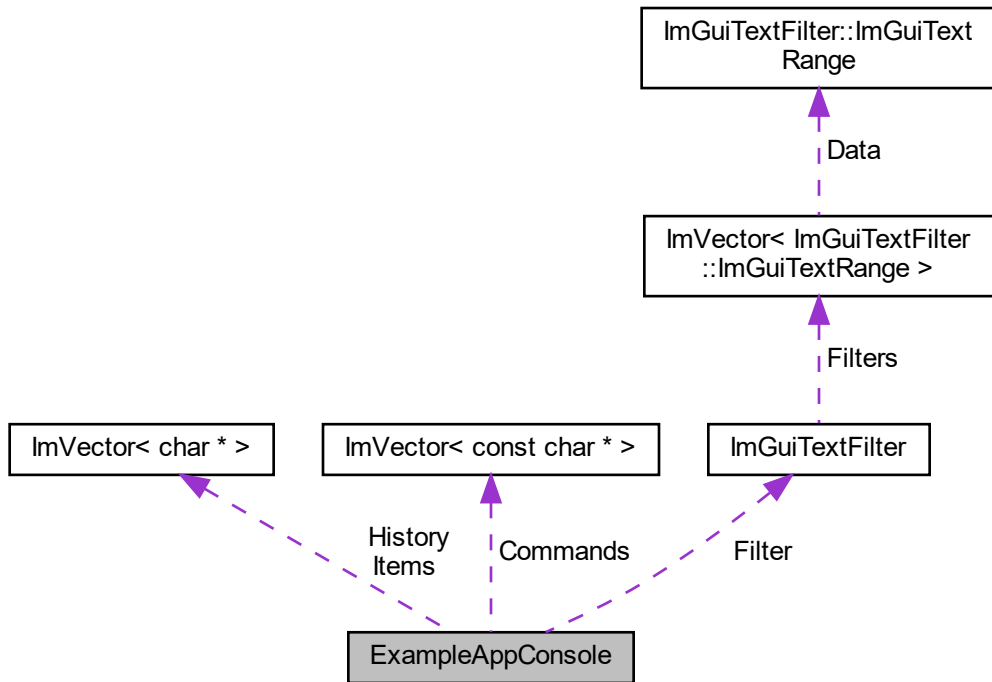 ImGuiTextFilter::ImGuiText
Range
Data
ImVector< ImGuiTextFilter
::ImGuiTextRange >
Filters
ImVector< char * >
ImVector< const char * >
ImGuiTextFilter
History
Items
Commands
Filter
ExampleAppConsole